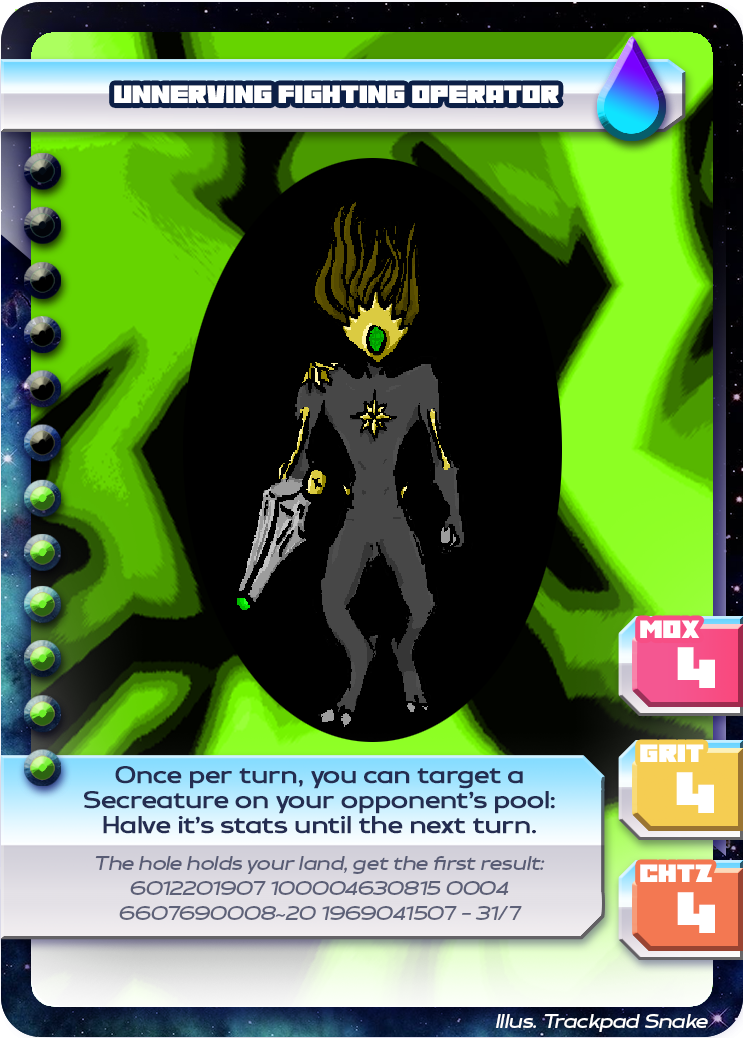 UNNERVING FIGHTING OPERATOR
MOX
4
GRIT
4
CHTZ
4
Once per turn, you can target a
Secreature on your opponent's pool:
Halve it's stats until the next turn.
The hole holds your land, get the first result:
6012201907 100004630815 0004
6607690008~20 1969041507 - 31/7
Illus. Trackpad Snake